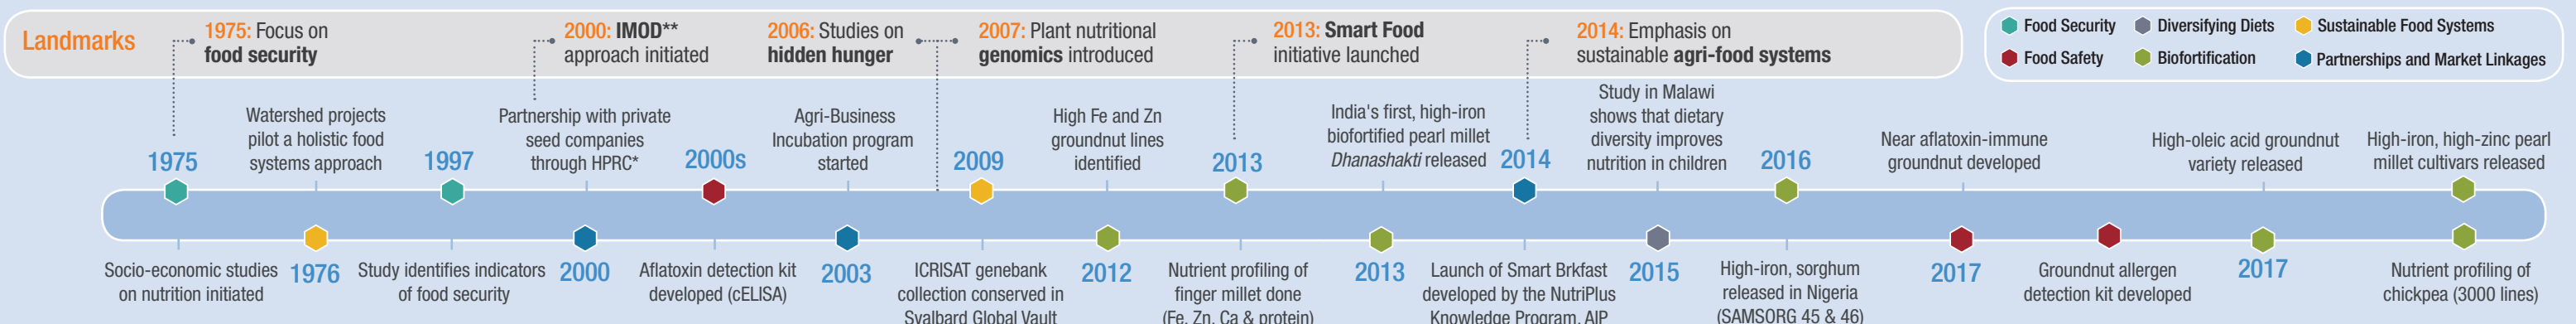 Landmarks
1975: Focus on
food security
2000: IMOD**
approach initiated
2006: Studies on
hidden hunger
2007: Plant nutritional
genomics introduced
2013: Smart Food
initiative launched
2014: Emphasis on
sustainable agri-food systems
Food Security
Diversifying Diets
Sustainable Food Systems
Food Safety
Biofortification
Partnerships and Market Linkages
1975
Socio-economic studies
on nutrition initiated
Watershed projects
pilot a holistic food
systems approach
1976
1997
Study identifies indicators
of food security
Partnership with private
seed companies
through HPRC*
2000
2000s
Aflatoxin detection kit
developed (cELISA)
Agri-Business
Incubation program
started
2003
2009
ICRISAT genebank
collection conserved in
Svalbard Global Vault
High Fe and Zn
groundnut lines
identified
2012
2013
Nutrient profiling of
finger millet done
(Fe, Zn, Ca & protein)
India's first, high-iron
biofortified pearl millet
Dhanashakti released
2013
2014
Launch of Smart Brkfast
developed by the NutriPlus
Knowledge Program, AIP
Study in Malawi
shows that dietary
diversity improves
nutrition in children
2015
2016
High-iron, sorghum
released in Nigeria
(SAMSORG 45 & 46)
Near aflatoxin-immune
groundnut developed
2017
Groundnut allergen
detection kit developed
High-oleic acid groundnut
variety released
2017
High-iron, high-zinc pearl
millet cultivars released
Nutrient profiling of
chickpea (3000 lines)